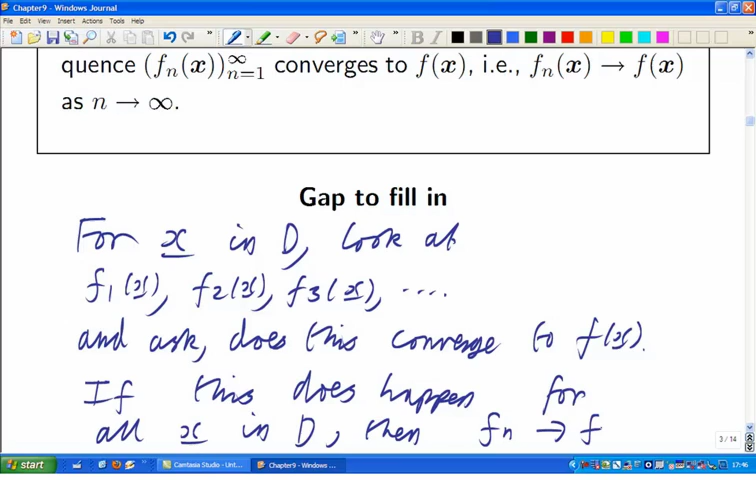 Chapter9 - Windows Journal
File Edit View Insert Actions Tools Help
quence (fₙ(x))ₙ₌₁^∞ converges to f(x), i.e., fₙ(x) → f(x)
as n → ∞.
Gap to fill in
For x in D, look at
f₁(x), f₂(x), f₃(x), ....
and ask, does this converge to f(x).
If this does happen for
all x in D, then fₙ → f
3 / 14
start
Camtasia Studio - Unt...
Chapter9 - Windows...
17:46